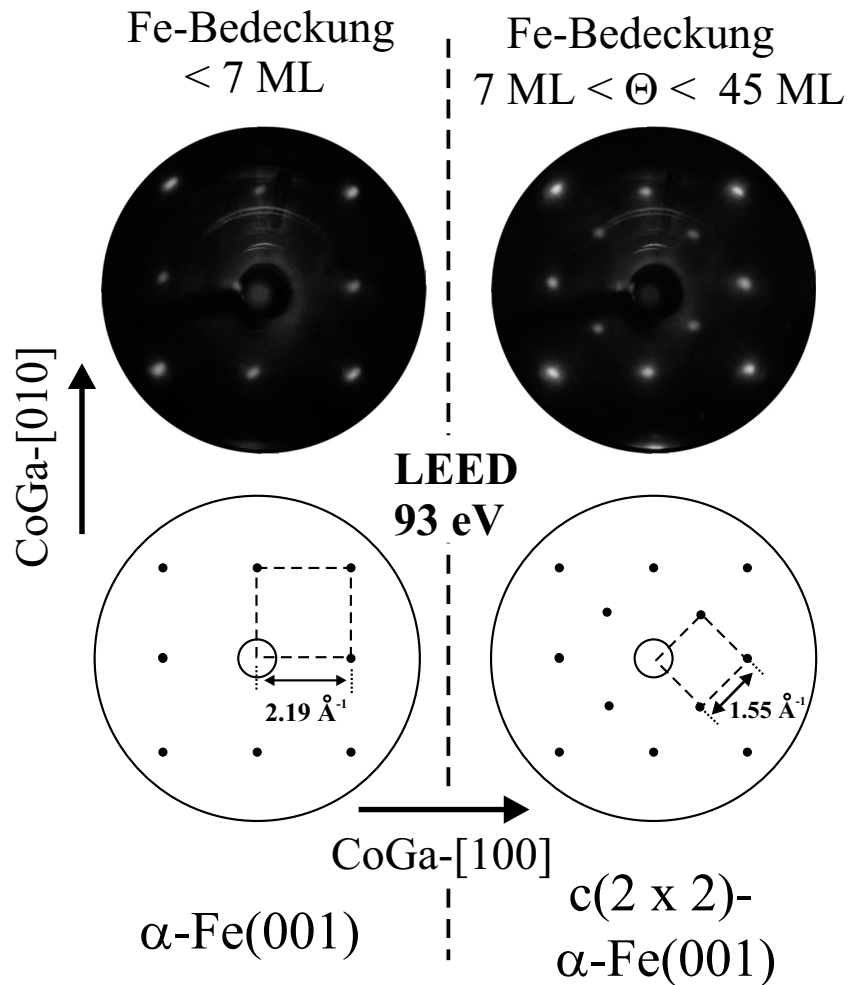 Fe-Bedeckung
< 7 ML
Fe-Bedeckung
7 ML < Θ < 45 ML
CoGa-[010]
LEED
93 eV
2.19 Å⁻¹
1.55 Å⁻¹
CoGa-[100]
α-Fe(001)
c(2 x 2)-
α-Fe(001)